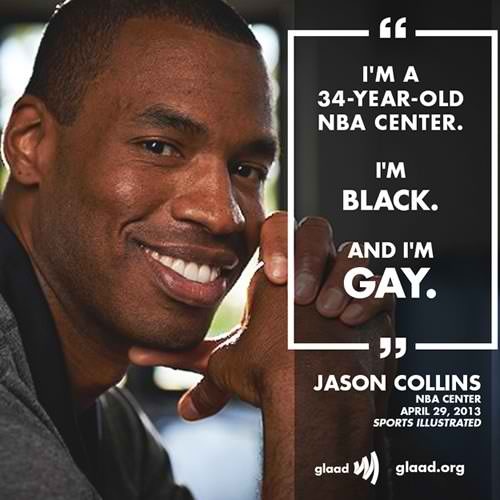 “
I'M A
34-YEAR-OLD
NBA CENTER.
I'M
BLACK.
AND I'M
GAY.
”
JASON COLLINS
NBA CENTER
APRIL 29, 2013
SPORTS ILLUSTRATED
glaad glaad.org